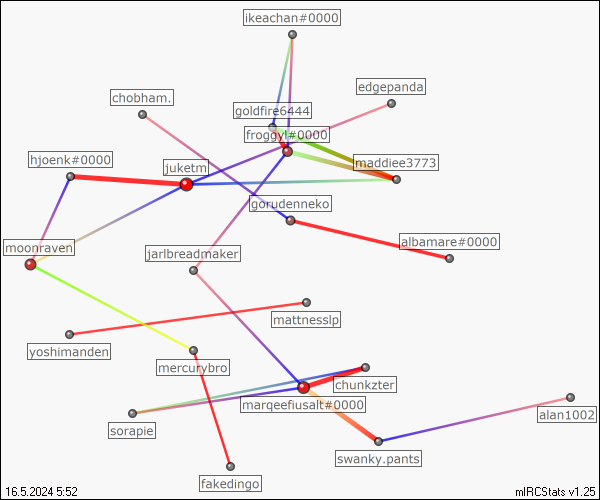 ikeachan#0000
edgepanda
chobham.
goldfire6444
froggyf#0000
hjoenk#0000
juketm
maddiee3773
gorudenneko
albamare#0000
moonraven
jarlbreadmaker
mattnesslp
yoshimanden
mercurybro
chunkzter
marqeefiusalt#0000
alan1002
sorapie
swanky.pants
fakedingo
16.5.2024 5:52
mIRCStats v1.25